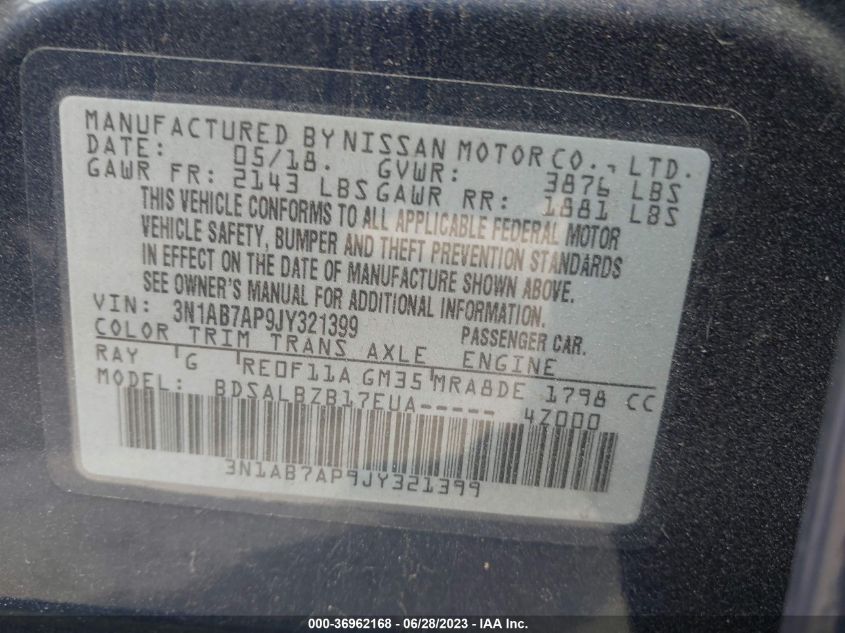 MANUFACTURED BY NISSAN MOTOR CO., LTD.
DATE: 05/18. GVWR: 3876 LBS
GAWR FR: 2143 LBS GAWR RR: 1881 LBS
THIS VEHICLE CONFORMS TO ALL APPLICABLE FEDERAL MOTOR
VEHICLE SAFETY, BUMPER AND THEFT PREVENTION STANDARDS
IN EFFECT ON THE DATE OF MANUFACTURE SHOWN ABOVE.
SEE OWNER'S MANUAL FOR ADDITIONAL INFORMATION.
VIN: 3N1AB7AP9JY321399 PASSENGER CAR.
COLOR TRIM TRANS AXLE ENGINE
RAY G RE0F11A GM35 MRA8DE 1798 CC
MODEL: BDSALBZB17EUA----- 4Z000
3N1AB7AP9JY321399
000-36962168 - 06/28/2023 - IAA Inc.